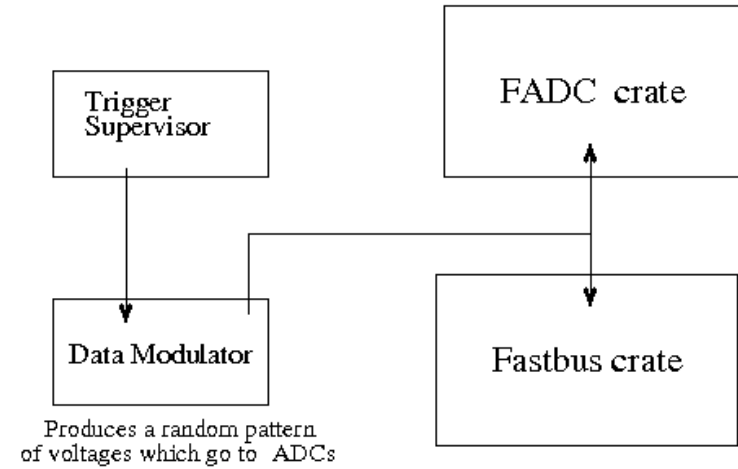 Trigger
Supervisor
FADC crate
Data Modulator
Fastbus crate
Produces a random pattern
of voltages which go to ADCs